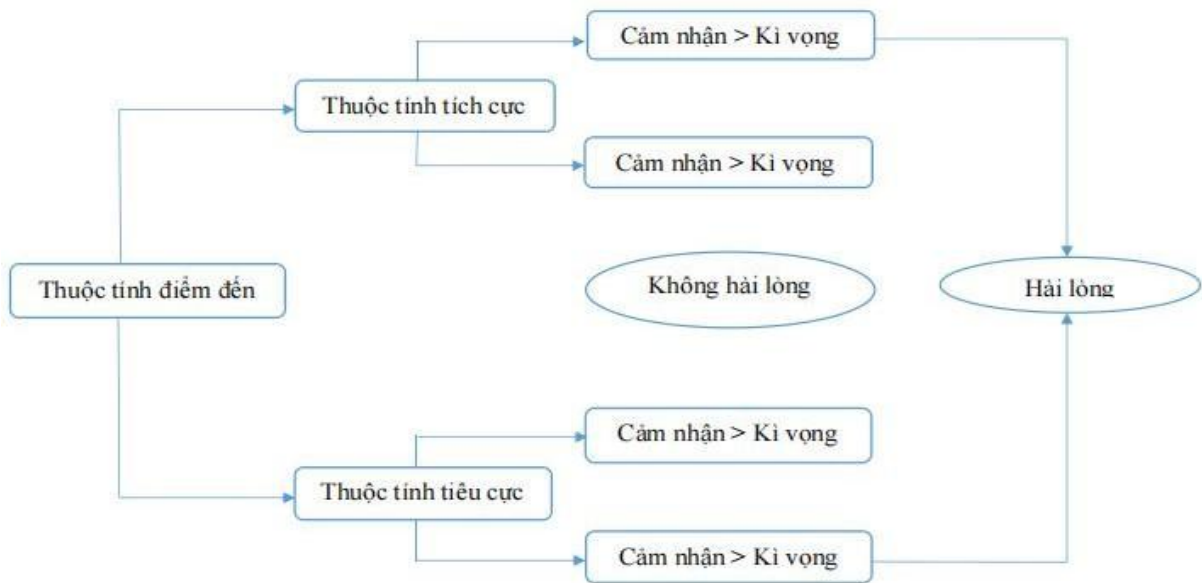 Cảm nhận > Kì vọng
Thuộc tính tích cực
Cảm nhận > Kì vọng
Thuộc tính điểm đến
Không hài lòng
Hài lòng
Cảm nhận > Kì vọng
Thuộc tính tiêu cực
Cảm nhận > Kì vọng